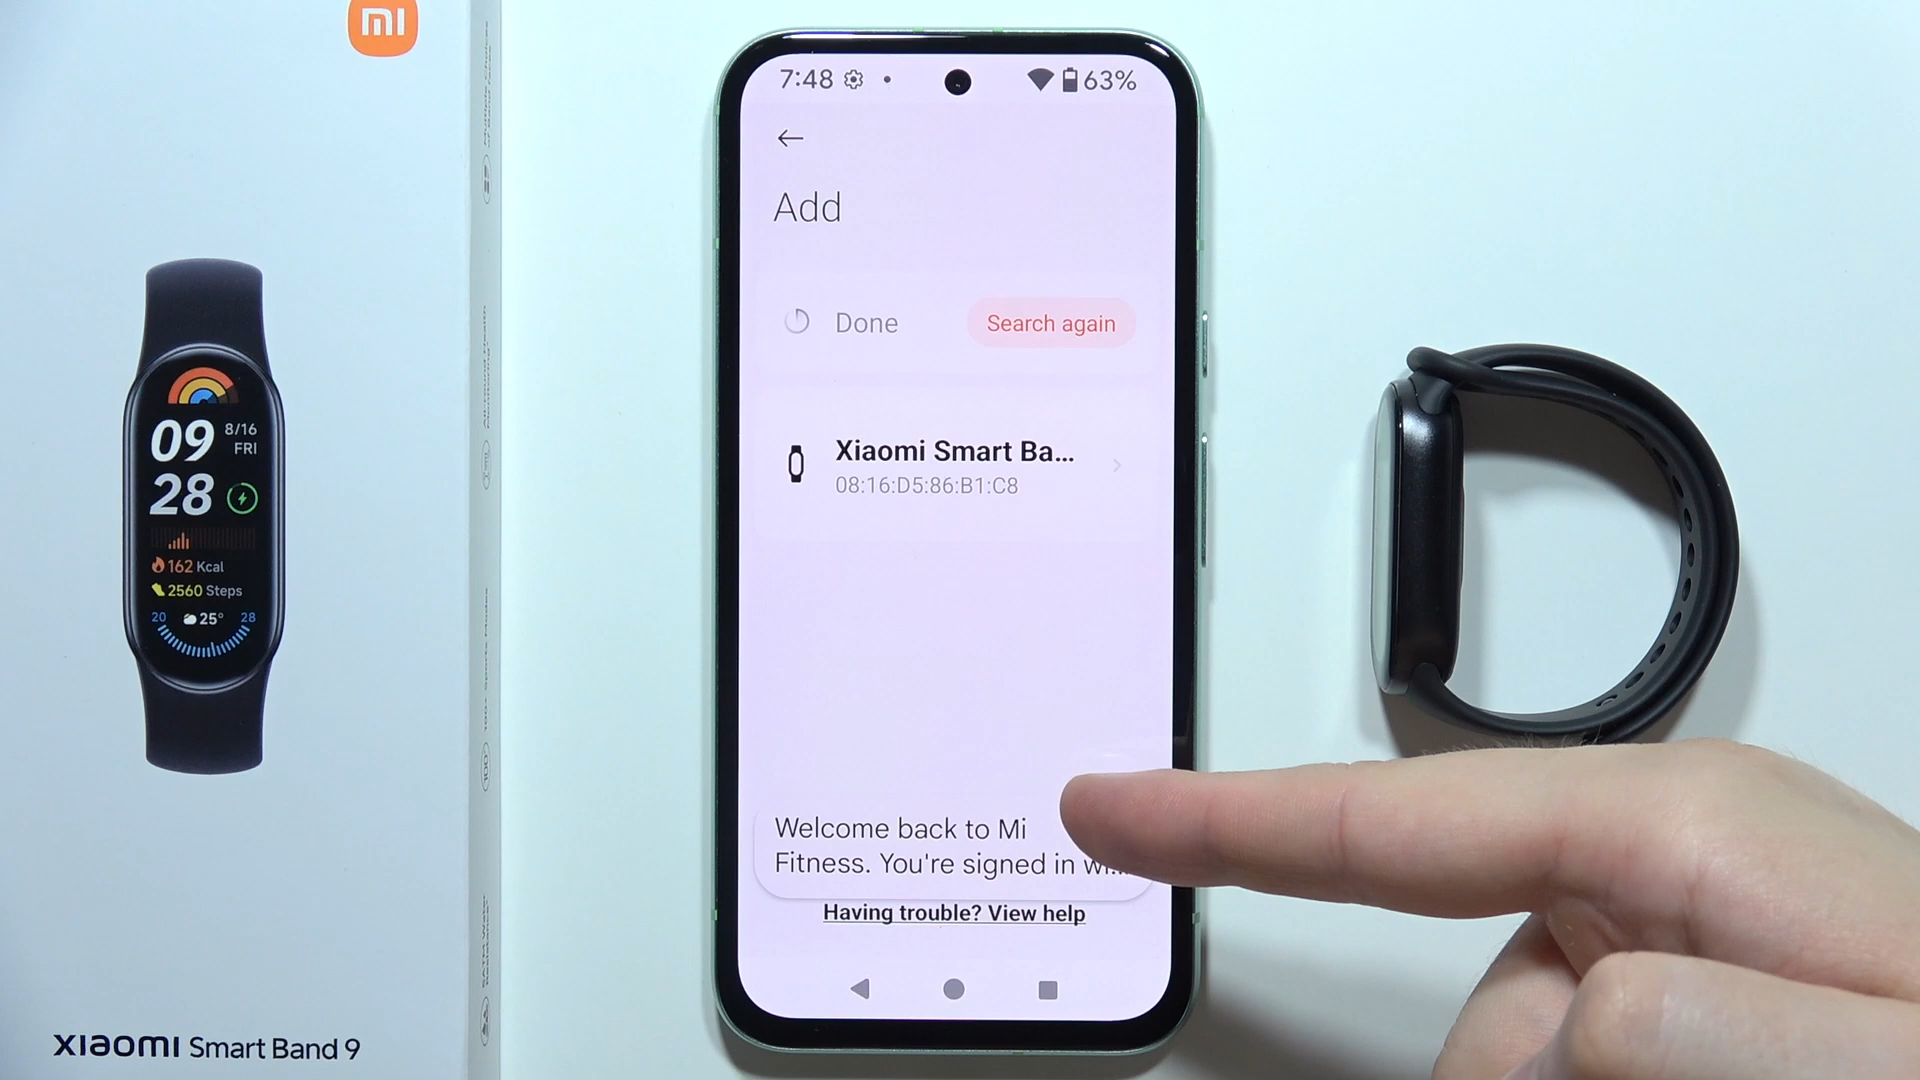 mi
09
8/16
FRI
28
162 Kcal
2560 Steps
20
25°
28
xiaomi Smart Band 9
7:48
63%
Add
Done
Search again
Xiaomi Smart Ba...
08:16:D5:86:B1:C8
Welcome back to Mi
Fitness. You're signed in wi...
Having trouble? View help